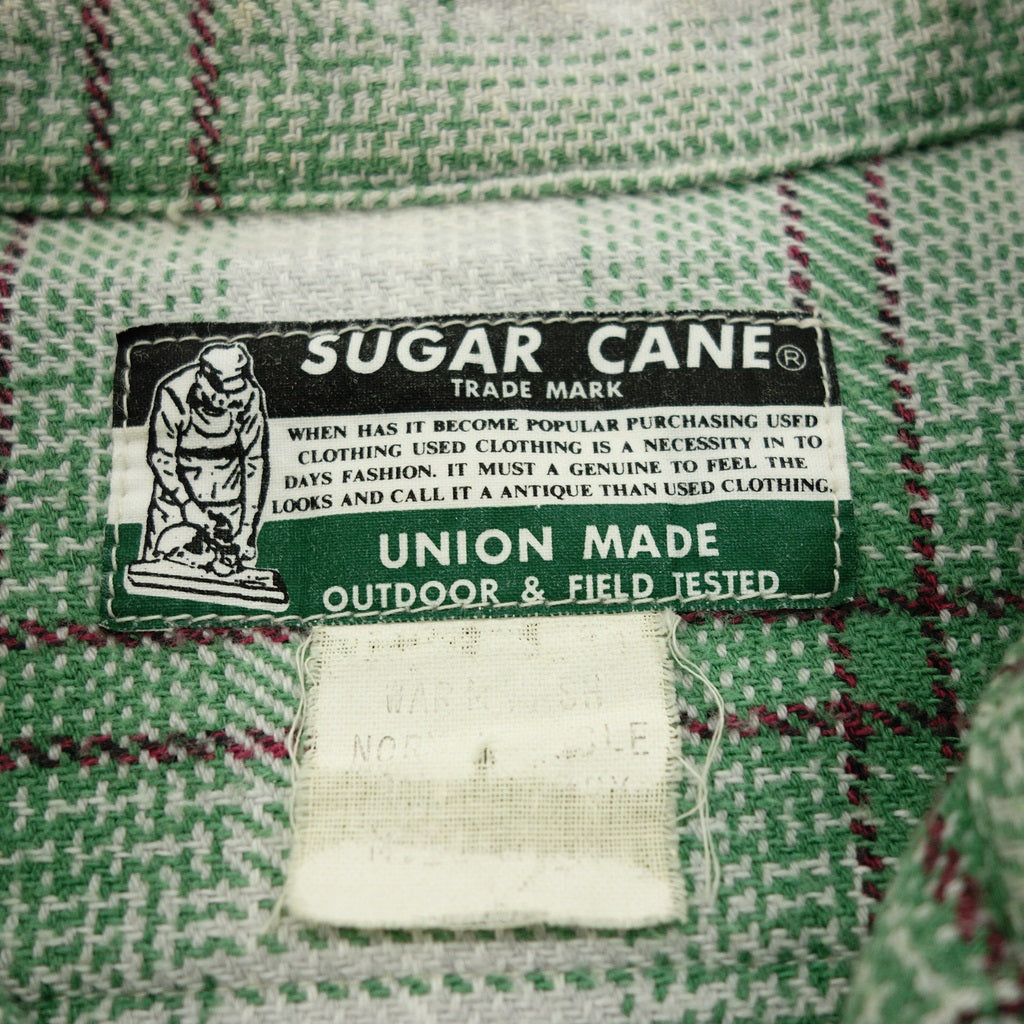 SUGAR CANE®
TRADE MARK
WHEN HAS IT BECOME POPULAR PURCHASING USFD
CLOTHING USED CLOTHING IS A NECESSITY IN TO
DAYS FASHION. IT MUST A GENUINE TO FEEL THE
LOOKS AND CALL IT A ANTIQUE THAN USED CLOTHING.
UNION MADE
OUTDOOR & FIELD TESTED